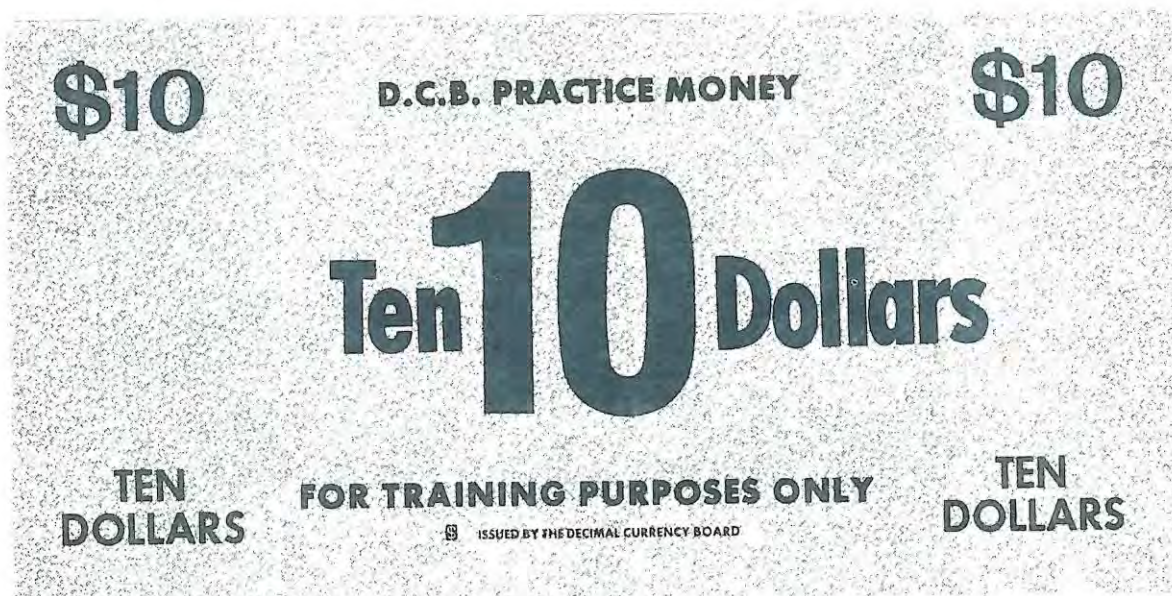 $10
D.C.B. PRACTICE MONEY
$10
Ten 10 Dollars
TEN
DOLLARS
FOR TRAINING PURPOSES ONLY
ISSUED BY THE DECIMAL CURRENCY BOARD
TEN
DOLLARS